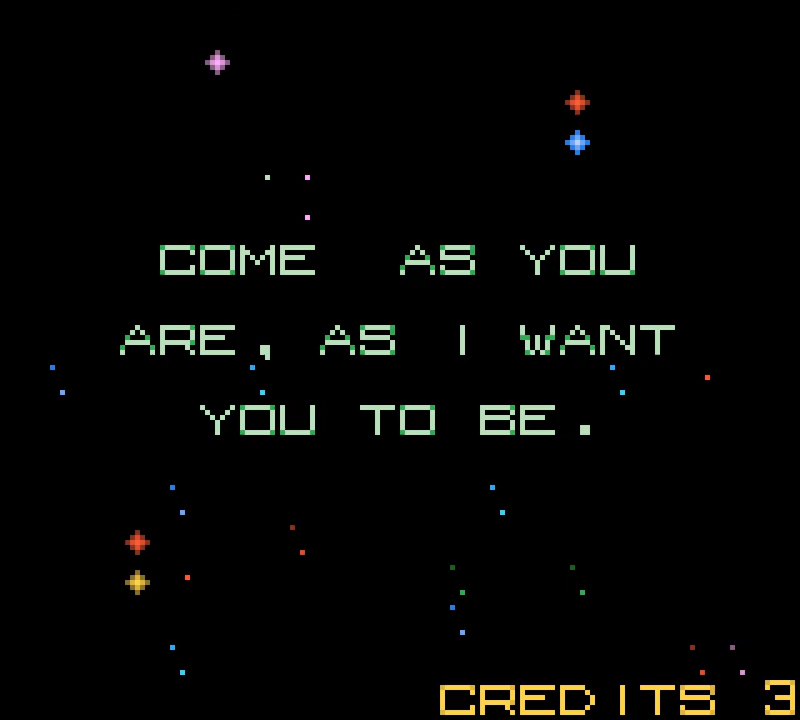 COME AS YOU
ARE, AS I WANT
YOU TO BE.
CREDITS 3